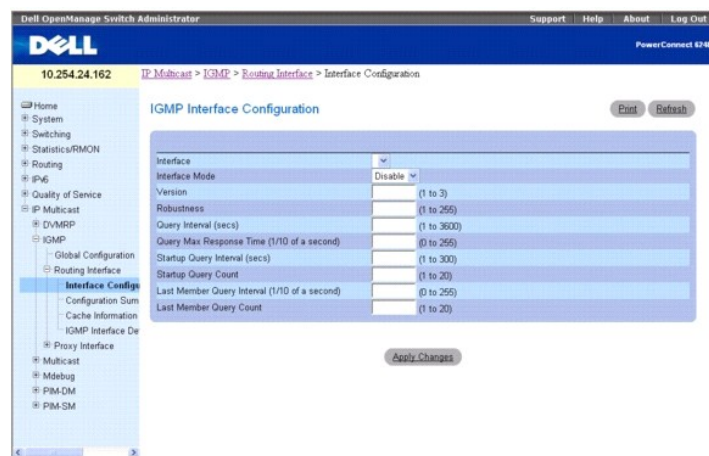 Dell OpenManage Switch Administrator
Support Help About Log Out
DELL
PowerConnect 6248
10.254.24.162
IP Multicast > IGMP > Routing Interface > Interface Configuration
Home
System
Switching
Statistics/RMON
Routing
IPv6
Quality of Service
IP Multicast
DVMRP
IGMP
Global Configuration
Routing Interface
Interface Configu
Configuration Sum
Cache Information
IGMP Interface De
Proxy Interface
Multicast
Mdebug
PIM-DM
PIM-SM
IGMP Interface Configuration
Print Refresh
Interface
Interface Mode Disable
Version (1 to 3)
Robustness (1 to 255)
Query Interval (secs) (1 to 3600)
Query Max Response Time (1/10 of a second) (0 to 255)
Startup Query Interval (secs) (1 to 300)
Startup Query Count (1 to 20)
Last Member Query Interval (1/10 of a second) (0 to 255)
Last Member Query Count (1 to 20)
Apply Changes